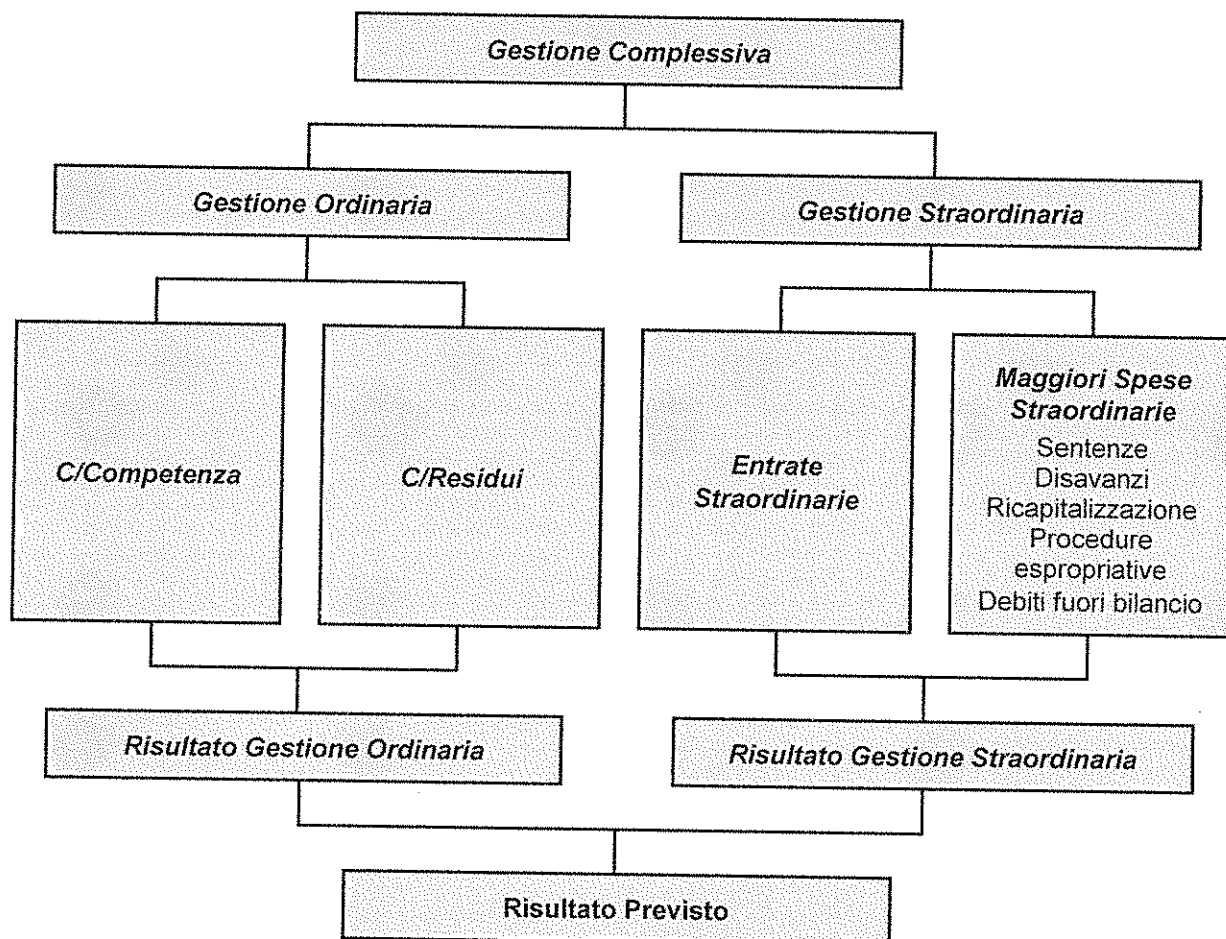 Gestione Complessiva
Gestione Ordinaria
Gestione Straordinaria
C/Competenza
C/Residui
Entrate
Straordinarie
Maggiori Spese
Straordinarie
Sentenze
Disavanzi
Ricapitalizzazione
Procedure
espropriative
Debiti fuori bilancio
Risultato Gestione Ordinaria
Risultato Gestione Straordinaria
Risultato Previsto